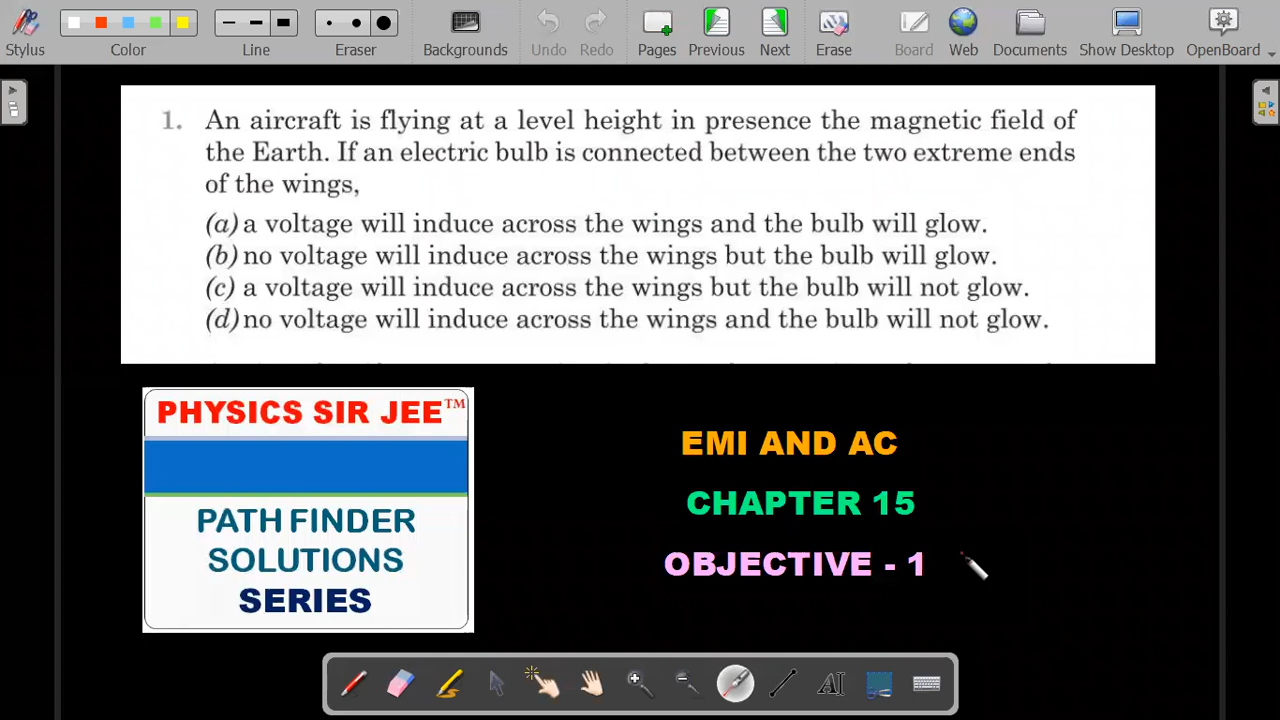 Stylus Color Line Eraser Backgrounds Undo Redo Pages Previous Next Erase Board Web Documents Show Desktop OpenBoard
1. An aircraft is flying at a level height in presence the magnetic field of
the Earth. If an electric bulb is connected between the two extreme ends
of the wings,
(a) a voltage will induce across the wings and the bulb will glow.
(b) no voltage will induce across the wings but the bulb will glow.
(c) a voltage will induce across the wings but the bulb will not glow.
(d) no voltage will induce across the wings and the bulb will not glow.
PHYSICS SIR JEE™
PATH FINDER
SOLUTIONS
SERIES
EMI AND AC
CHAPTER 15
OBJECTIVE - 1
AI